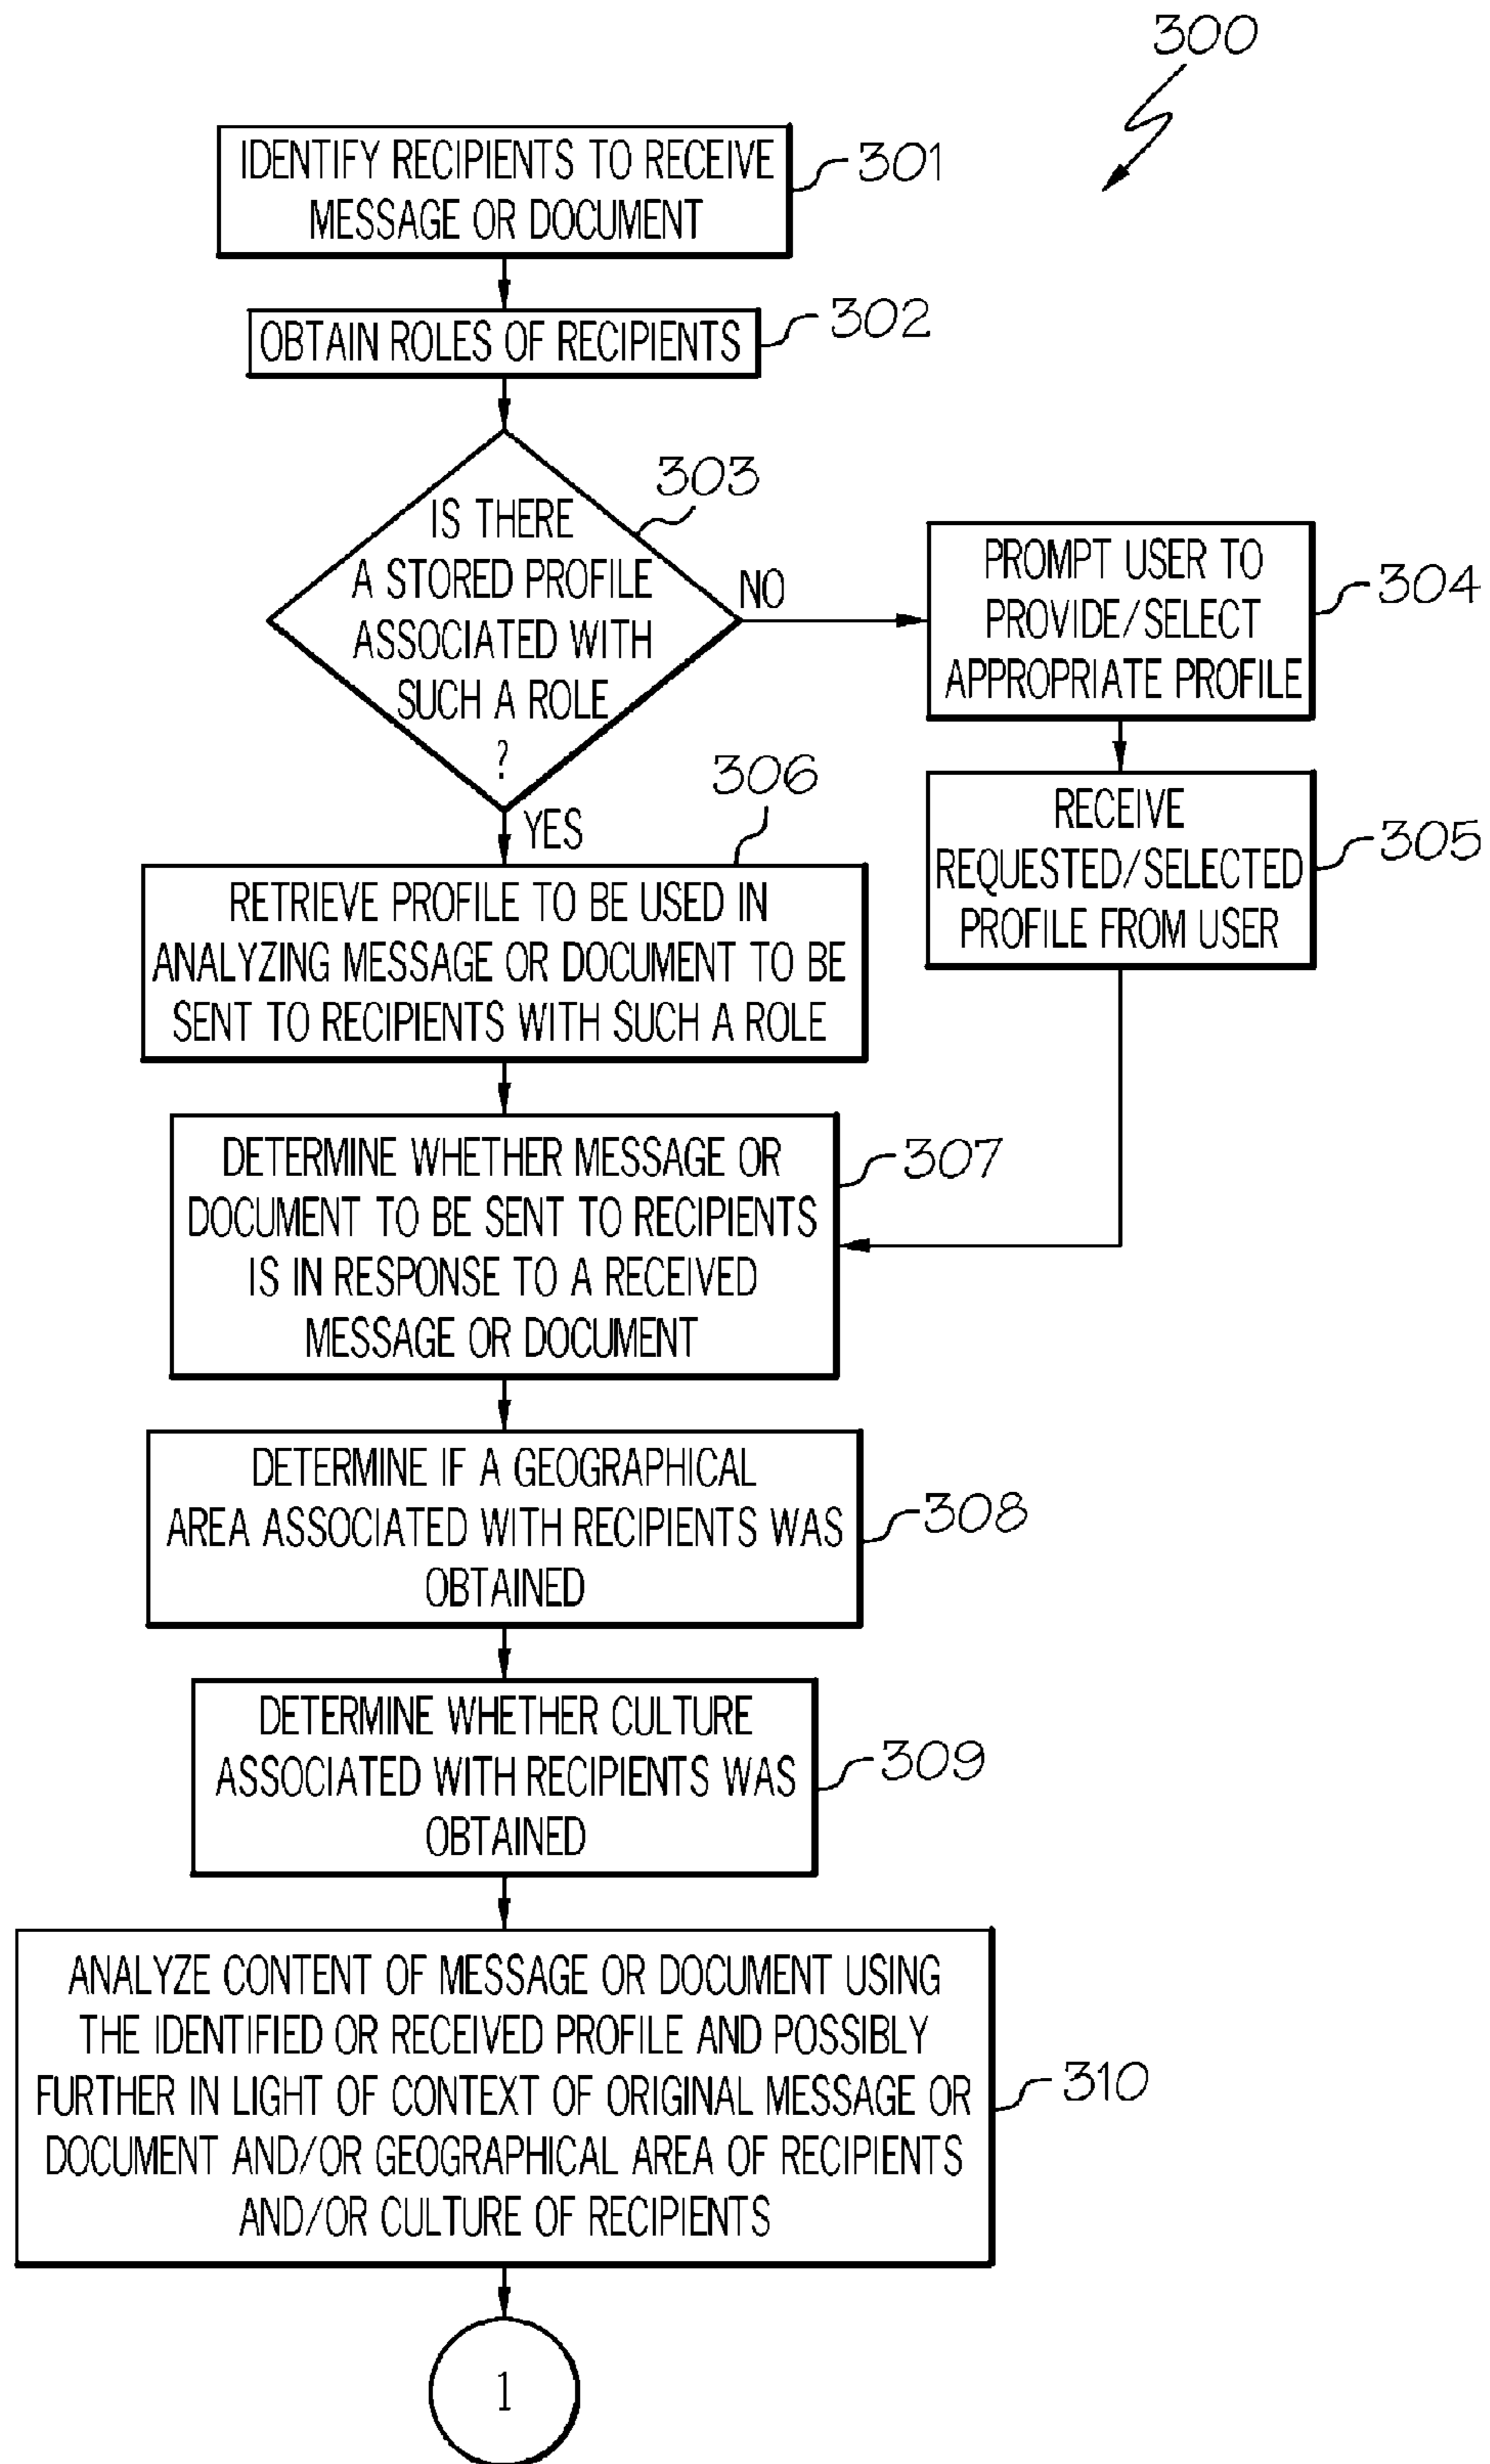 300
IDENTIFY RECIPIENTS TO RECEIVE
MESSAGE OR DOCUMENT
301
OBTAIN ROLES OF RECIPIENTS
302
303
IS THERE
A STORED PROFILE
ASSOCIATED WITH
SUCH A ROLE
?
NO
YES
PROMPT USER TO
PROVIDE/SELECT
APPROPRIATE PROFILE
304
RECEIVE
REQUESTED/SELECTED
PROFILE FROM USER
305
306
RETRIEVE PROFILE TO BE USED IN
ANALYZING MESSAGE OR DOCUMENT TO BE
SENT TO RECIPIENTS WITH SUCH A ROLE
DETERMINE WHETHER MESSAGE OR
DOCUMENT TO BE SENT TO RECIPIENTS
IS IN RESPONSE TO A RECEIVED
MESSAGE OR DOCUMENT
307
DETERMINE IF A GEOGRAPHICAL
AREA ASSOCIATED WITH RECIPIENTS WAS
OBTAINED
308
DETERMINE WHETHER CULTURE
ASSOCIATED WITH RECIPIENTS WAS
OBTAINED
309
ANALYZE CONTENT OF MESSAGE OR DOCUMENT USING
THE IDENTIFIED OR RECEIVED PROFILE AND POSSIBLY
FURTHER IN LIGHT OF CONTEXT OF ORIGINAL MESSAGE OR
DOCUMENT AND/OR GEOGRAPHICAL AREA OF RECIPIENTS
AND/OR CULTURE OF RECIPIENTS
310
1